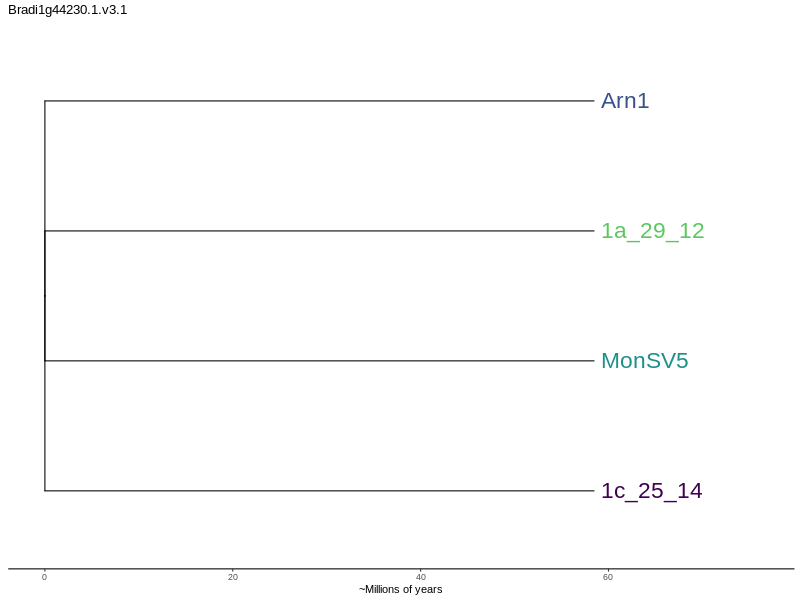 Bradi1g44230.1.v3.1
Arn1
1a_29_12
MonSV5
1c_25_14
0 20 40 60
~Millions of years